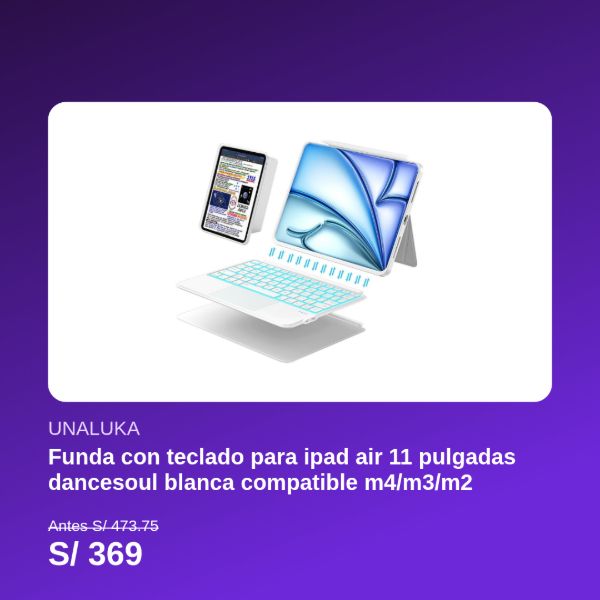 UNALUKA
Funda con teclado para ipad air 11 pulgadas
dancesoul blanca compatible m4/m3/m2
Antes S/ 473.75
S/ 369